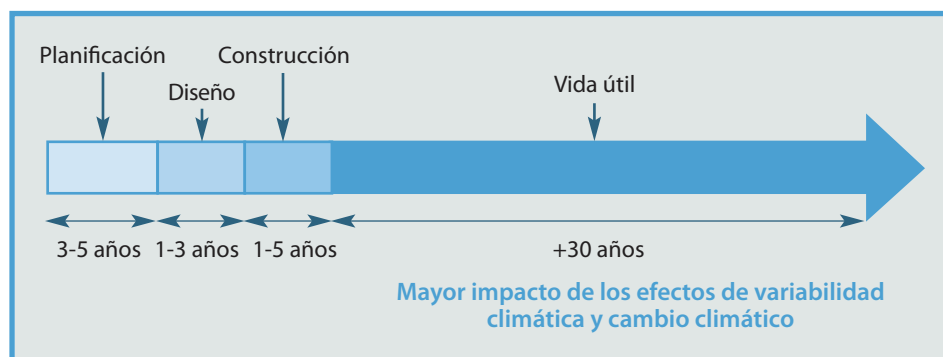 Planificación
Construcción
Diseño
Vida útil
3-5 años
1-3 años
1-5 años
+30 años
Mayor impacto de los efectos de variabilidad
climática y cambio climático